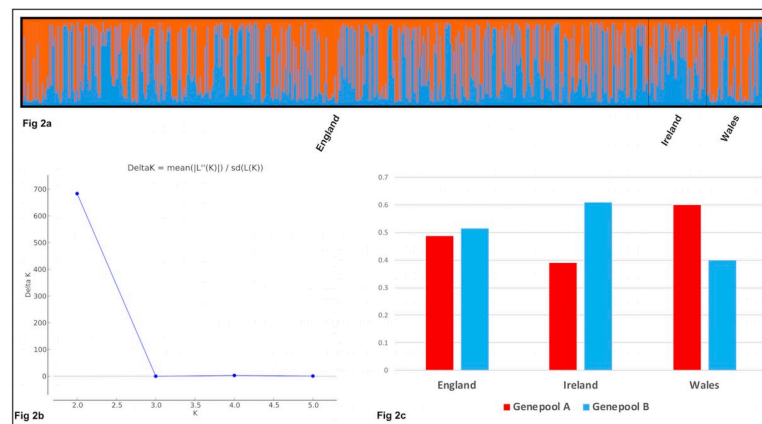 Fig 2a
England
Ireland
Wales
DeltaK = mean(|L''(K)|) / sd(L(K))
700
600
500
400
300
200
100
0
Delta K
2.0 2.5 3.0 3.5 4.0 4.5 5.0
K
Fig 2b
0.7
0.6
0.5
0.4
0.3
0.2
0.1
0
England Ireland Wales
Genepool A Genepool B
Fig 2c